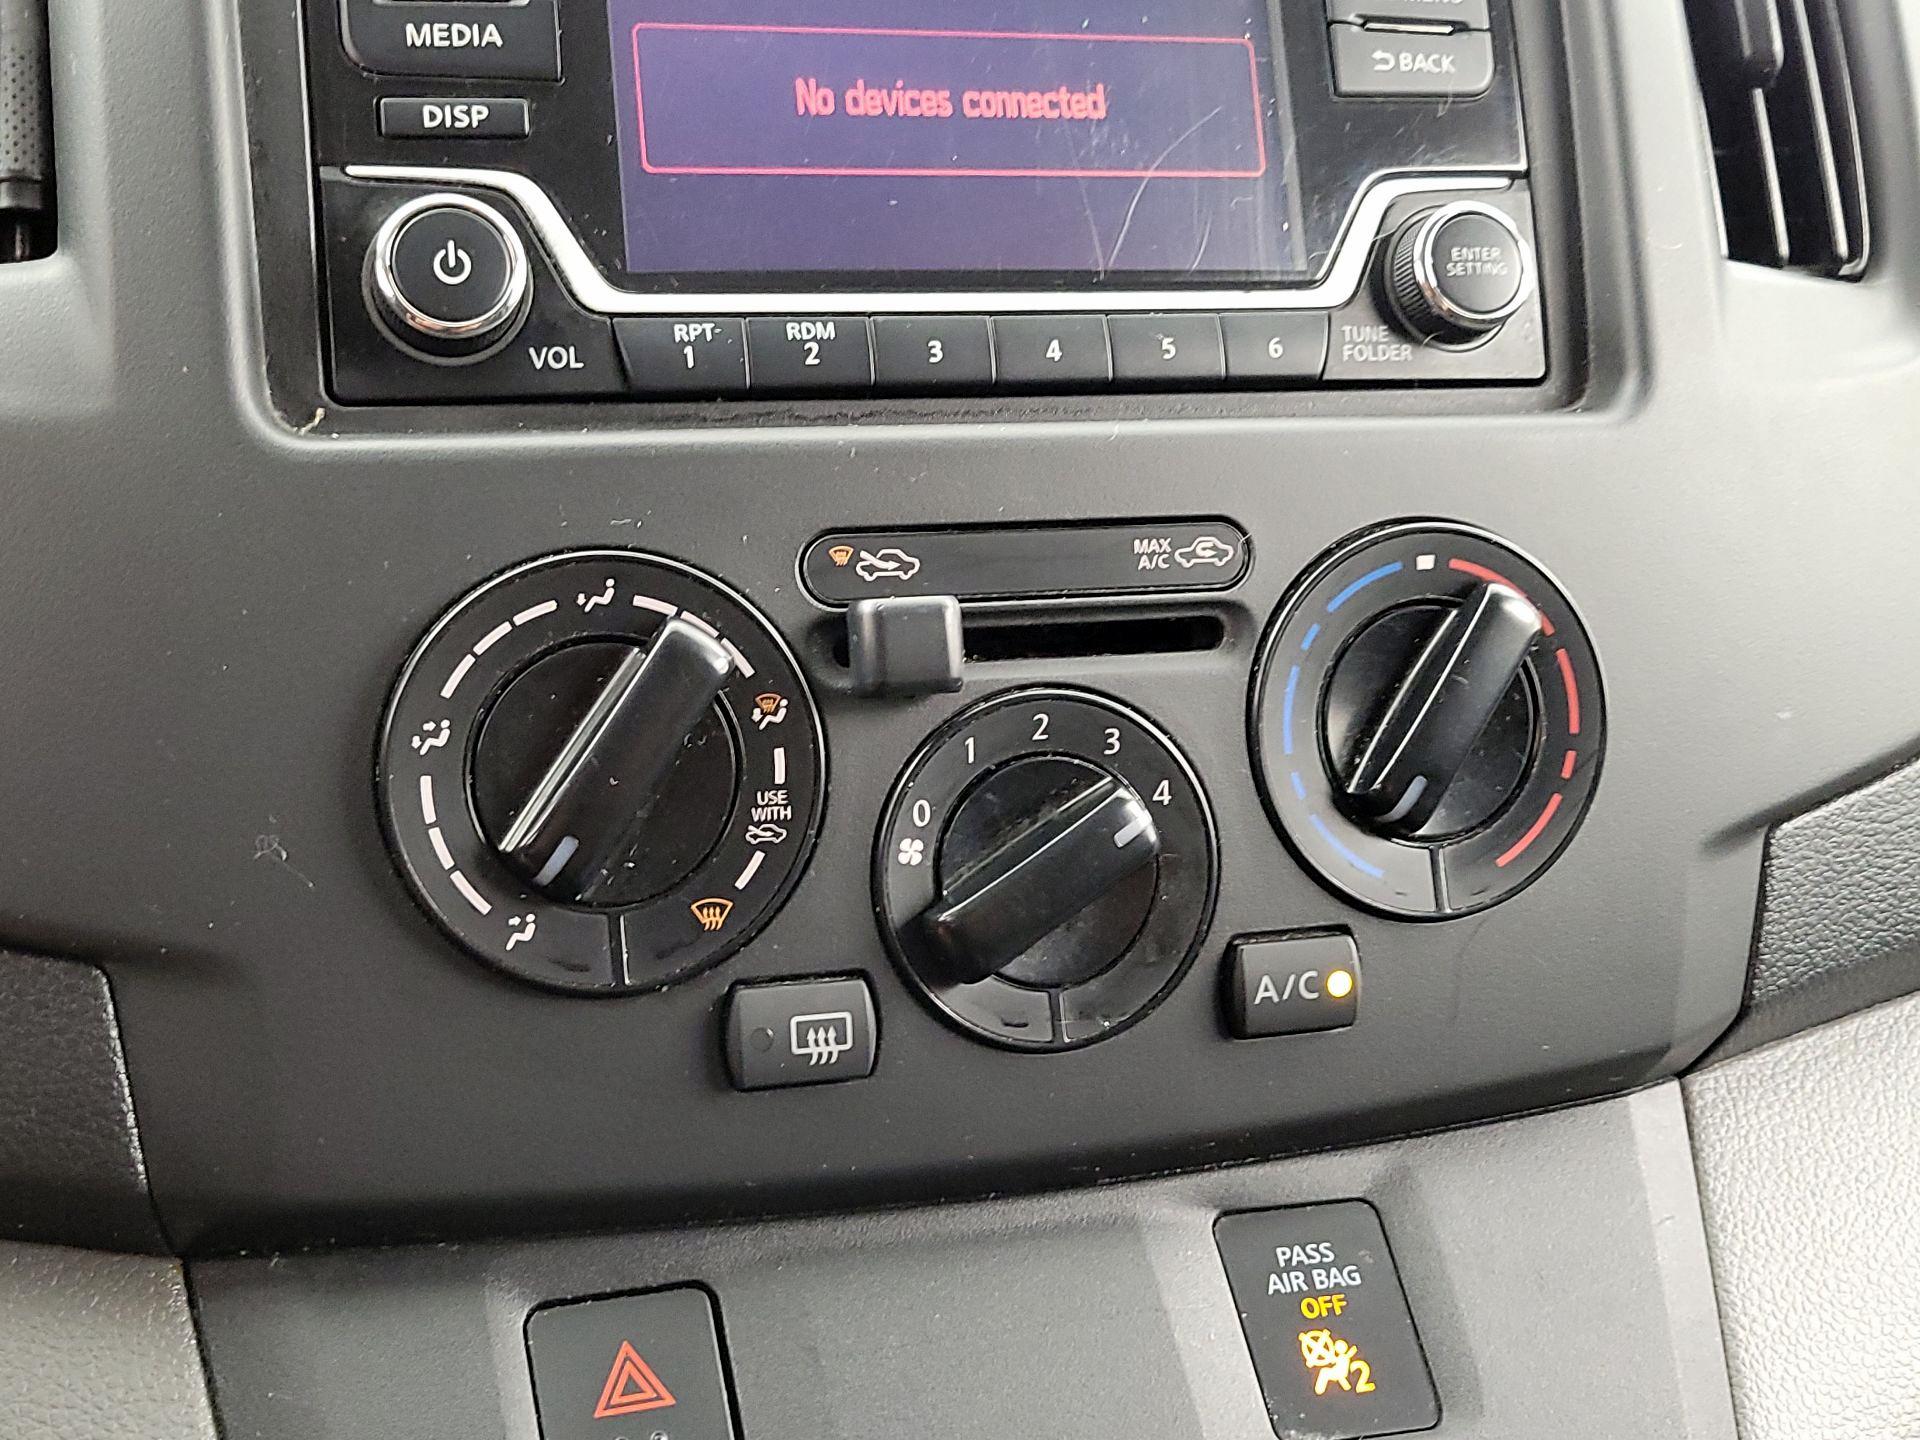 MEDIA
BACK
No devices connected
DISP
ENTER
SETTING
VOL
RPT
1
RDM
2
3
4
5
6
TUNE
FOLDER
MAX
A/C
USE
WITH
0
1
2
3
4
A/C
PASS
AIR BAG
OFF
2